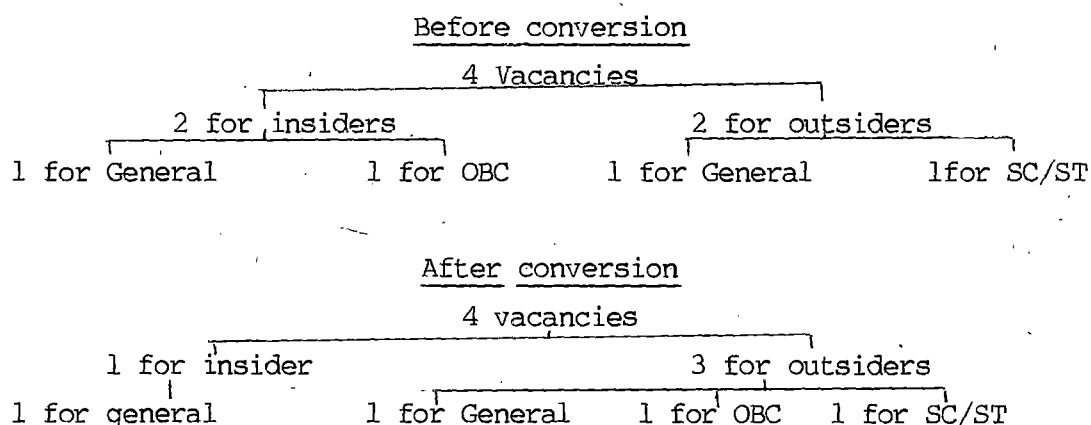 Before conversion
4 Vacancies
2 for insiders 2 for outsiders
1 for General 1 for OBC 1 for General 1for SC/ST
After conversion
4 vacancies
1 for insider 3 for outsiders
1 for general 1 for General 1 for OBC 1 for SC/ST